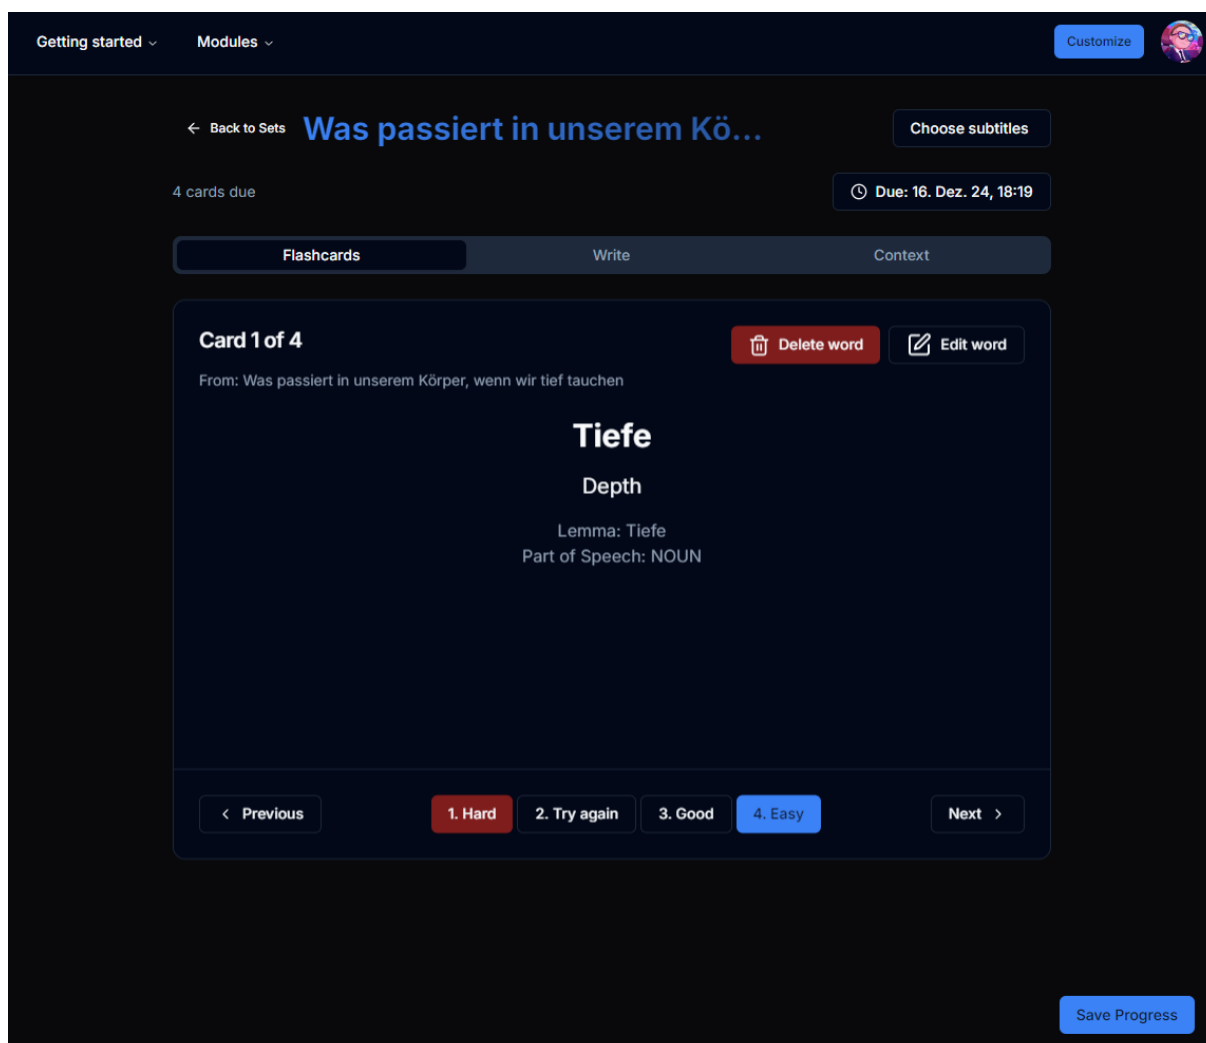 Getting started Modules Customize
Back to Sets Was passiert in unserem Kö... Choose subtitles
4 cards due Due: 16. Dez. 24, 18:19
Flashcards Write Context
Card 1 of 4 Delete word Edit word
From: Was passiert in unserem Körper, wenn wir tief tauchen
Tiefe
Depth
Lemma: Tiefe
Part of Speech: NOUN
Previous 1. Hard 2. Try again 3. Good 4. Easy Next
Save Progress